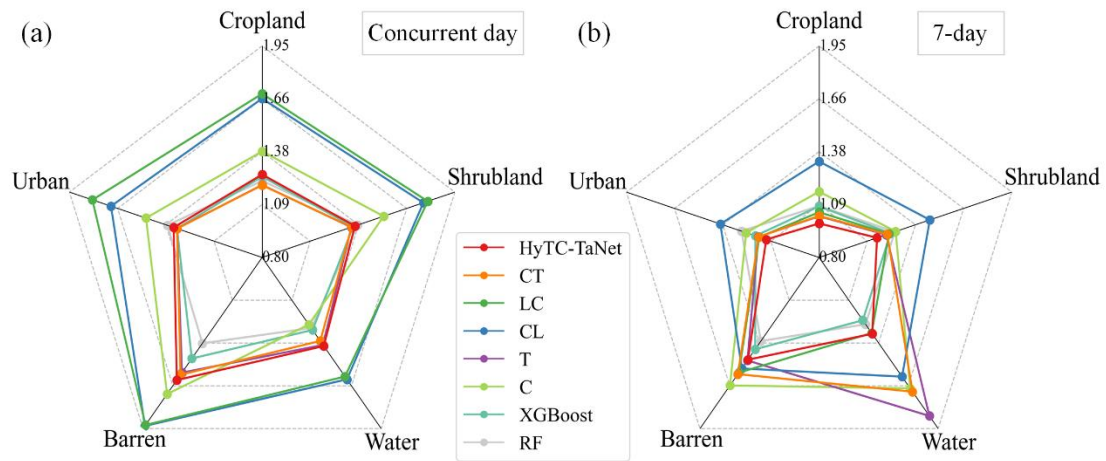 (a)
Cropland
Concurrent day
1.95
1.66
1.38
1.09
0.80
Urban
Shrubland
Barren
Water
HyTC-TaNet
CT
LC
CL
T
C
XGBoost
RF
(b)
Cropland
7-day
1.95
1.66
1.38
1.09
0.80
Urban
Shrubland
Barren
Water